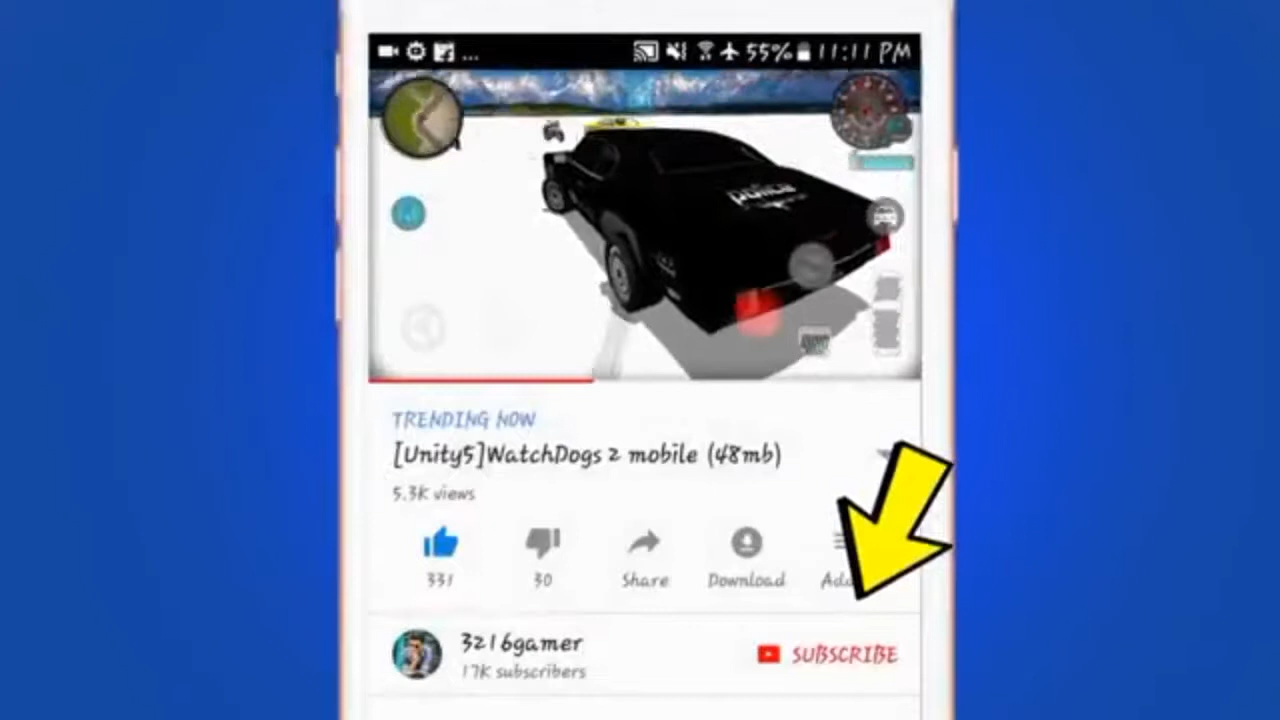 ... 55% 11:11 PM
police
TRENDING NOW
[Unity5]WatchDogs 2 mobile (48mb)
5.3K views
331 30 Share Download Add
3216gamer
17K subscribers
SUBSCRIBE